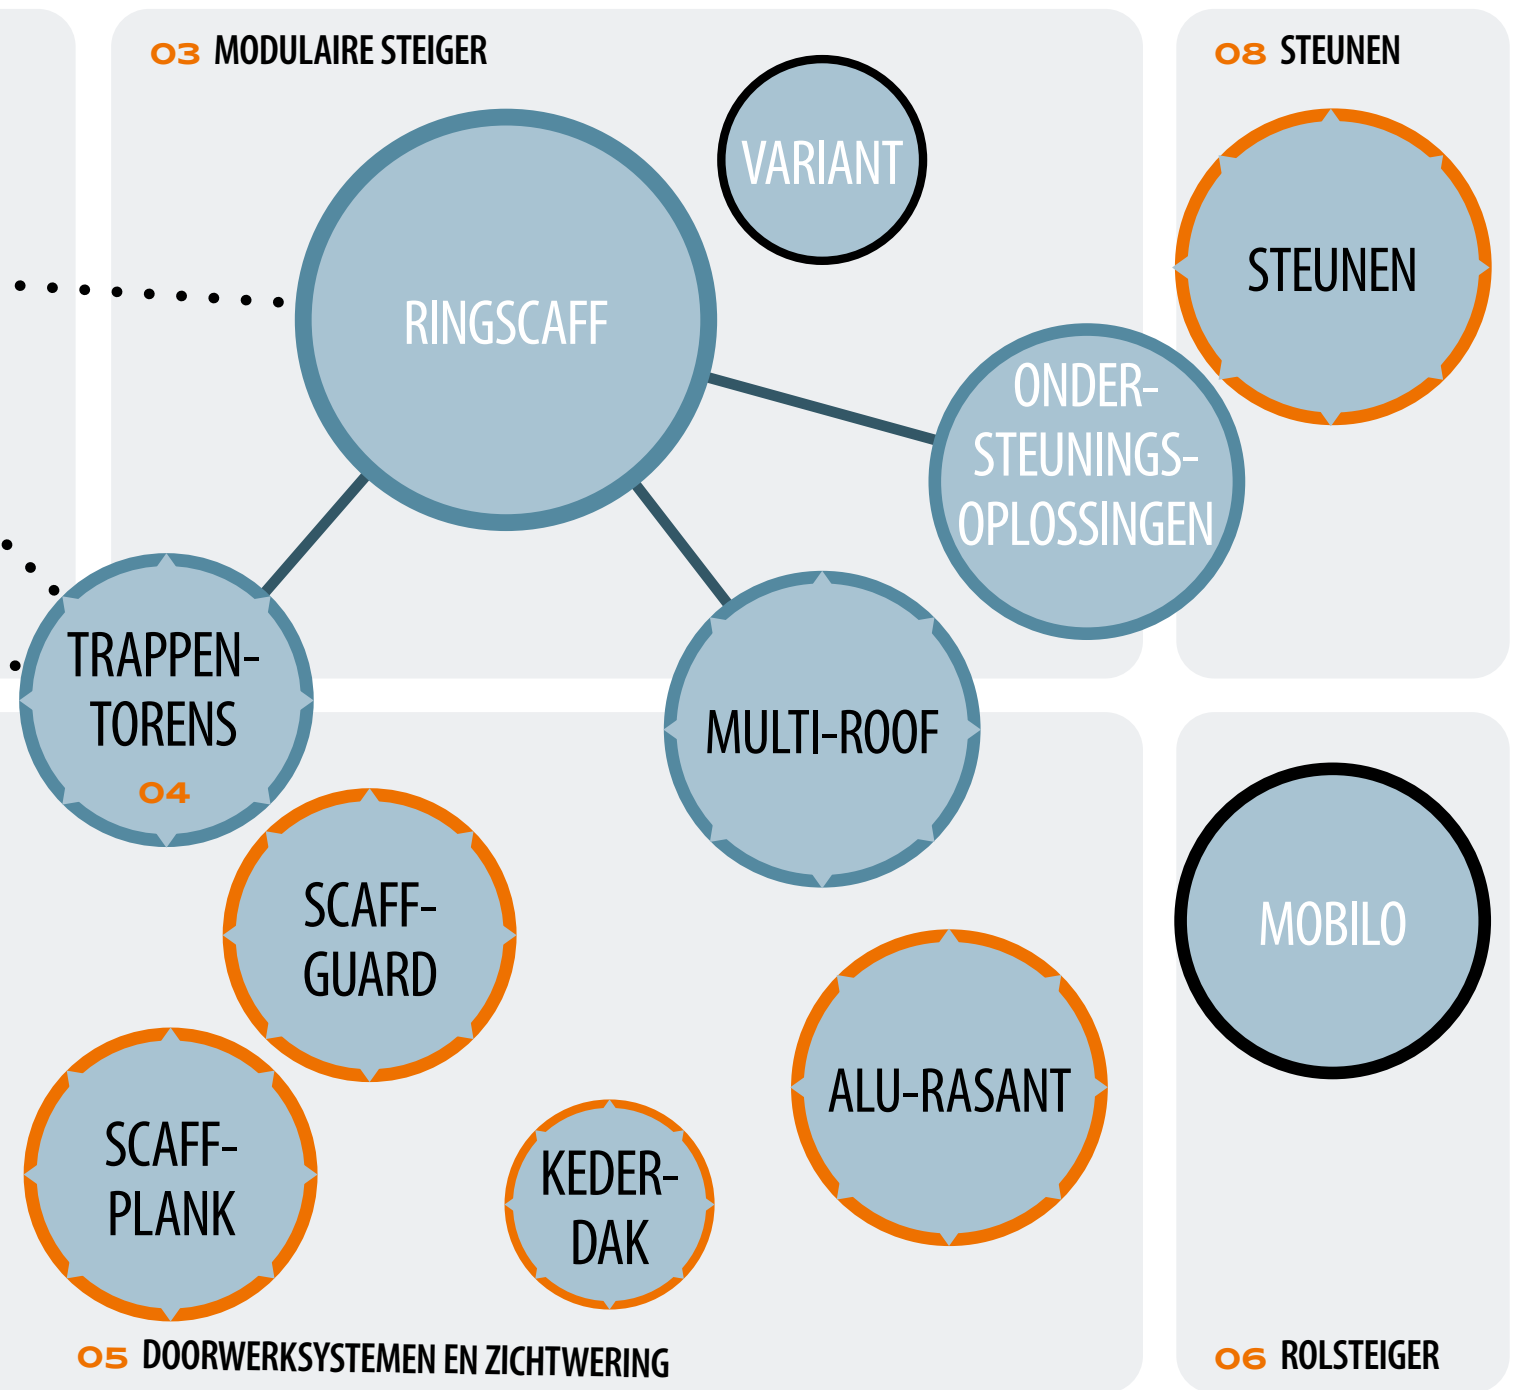 03 MODULAIRE STEIGER
VARIANT
RINGSCAFF
ONDER-
STEUNINGS-
OPLOSSINGEN
08 STEUNEN
STEUNEN
TRAPPEN-
TORENS
04
MULTI-ROOF
SCAFF-
GUARD
SCAFF-
PLANK
KEDER-
DAK
ALU-RASANT
05 DOORWERKSYSTEMEN EN ZICHTWERING
MOBILO
06 ROLSTEIGER